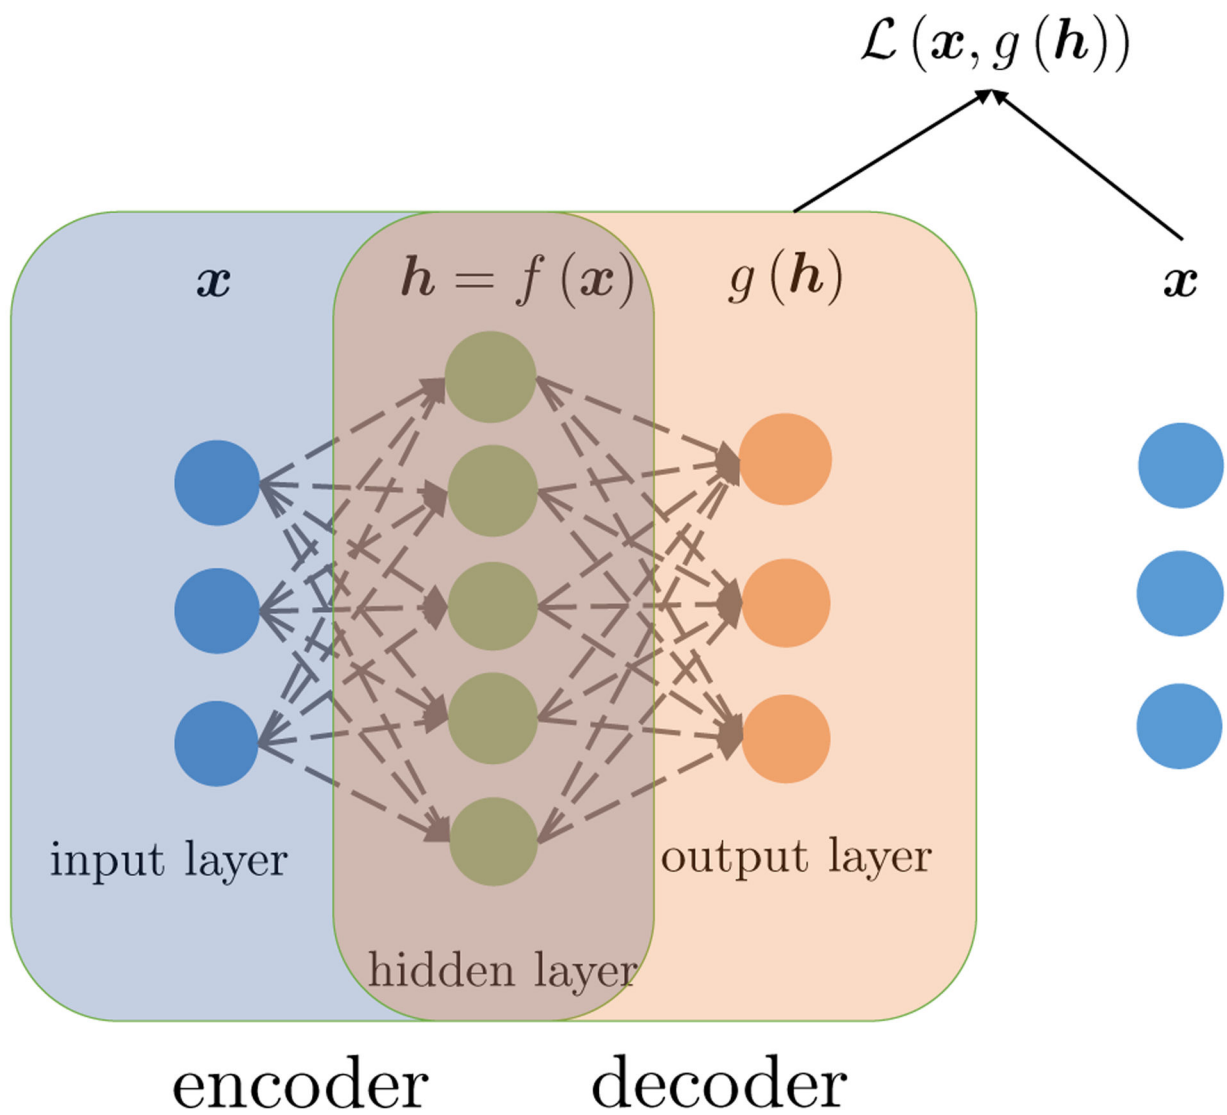 ℒ(𝒙, g(𝒉))
𝒙 𝒉 = f(𝒙) g(𝒉) 𝒙
input layer output layer
hidden layer
encoder decoder